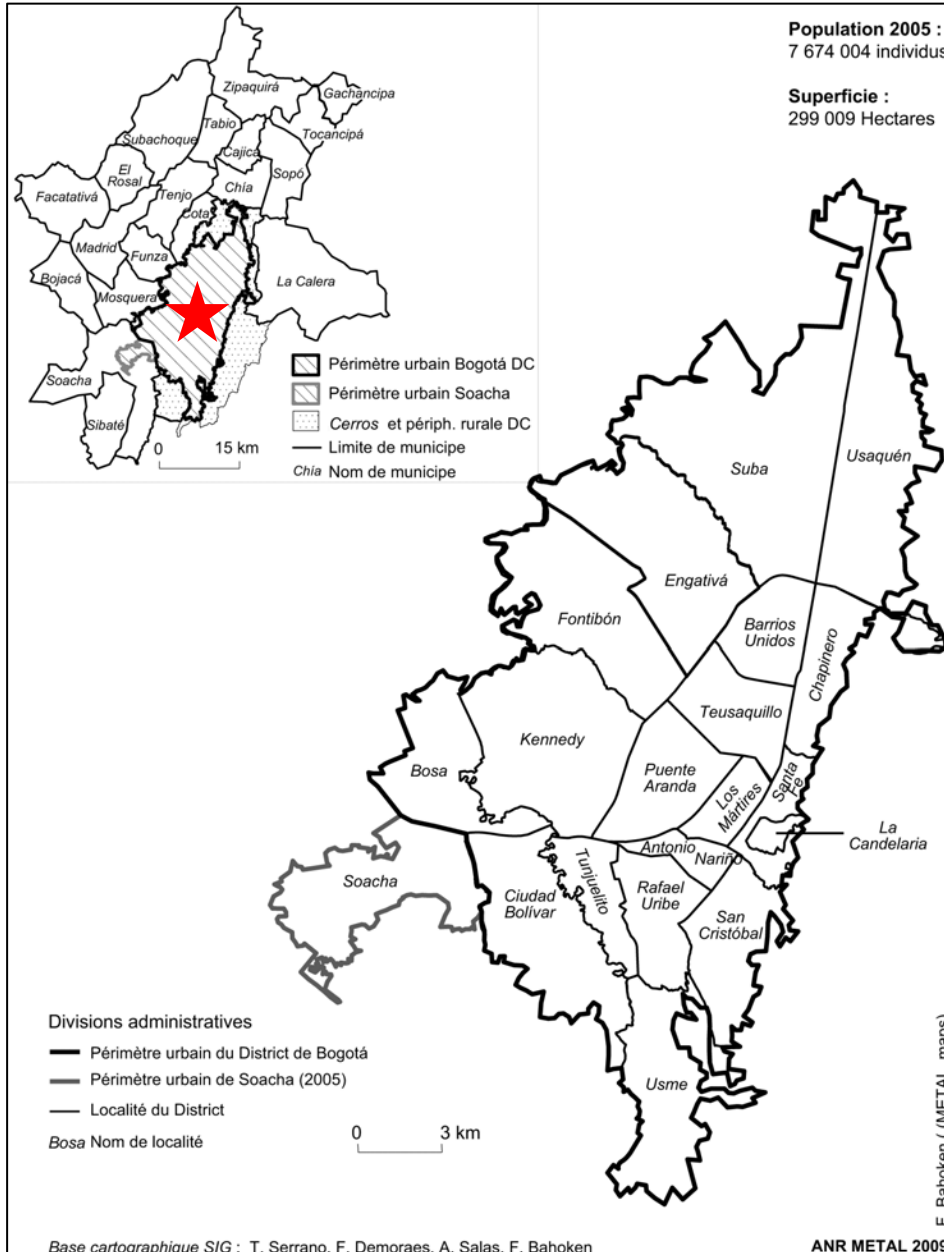 Population 2005 :
7 674 004 individus
Superficie :
299 009 Hectares
Zipaquirá
Gachancipa
Tabio
Tocancipá
Subachoque
Cajica
El
Rosal
Sopó
Tenjo
Chía
Facatativá
Cota
Madrid
Funza
La Calera
Bojacá
Mosquera
Soacha
Sibaté
0 15 km
Périmètre urbain Bogotá DC
Périmètre urbain Soacha
Cerros et périph. rurale DC
Limite de municipe
Chía Nom de municipe
Suba
Usaquén
Engativá
Fontibón
Barrios
Unidos
Chapinero
Teusaquillo
Kennedy
Bosa
Puente
Aranda
Los
Mártires
Santa
Fe
La
Candelaria
Antonio
Nariño
Soacha
Ciudad
Bolívar
Tunjuelito
Rafael
Uribe
San
Cristóbal
Usme
Divisions administratives
Périmètre urbain du District de Bogotá
Périmètre urbain de Soacha (2005)
Localité du District
Bosa Nom de localité
0 3 km
F. Bahoken / (METAL_maps)
Base cartographique SIG : T. Serrano, F. Demoraes, A. Salas, F. Bahoken
ANR METAL 2009